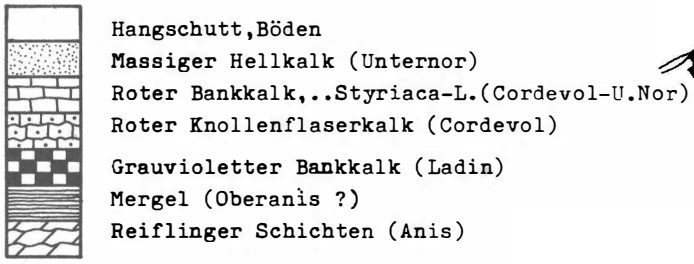 Hangschutt,Böden
Massiger Hellkalk (Unternor)
Roter Bankkalk,..Styriaca-L.(Cordevol-U.Nor)
Roter Knollenflaserkalk (Cordevol)
Grauvioletter Bankkalk (Ladin)
Mergel (Oberanis ?)
Reiflinger Schichten (Anis)